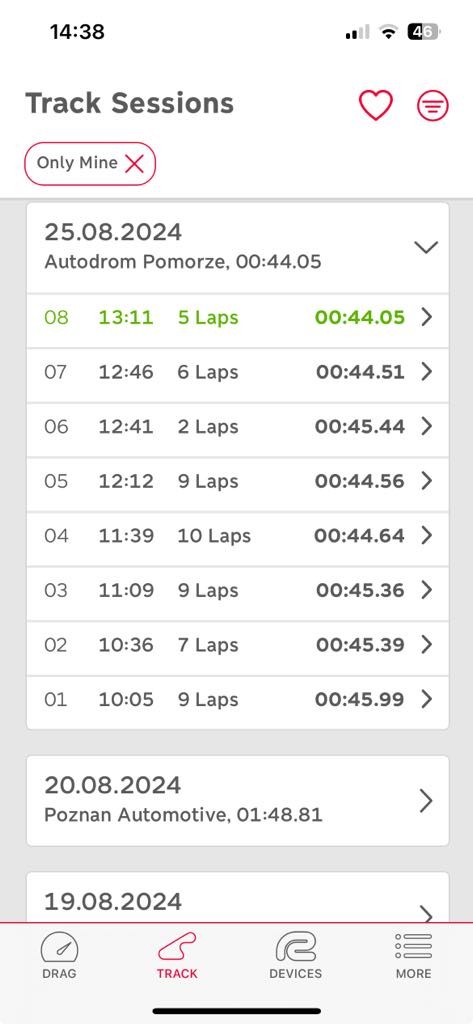 14:38
46
Track Sessions
Only Mine
25.08.2024
Autodrom Pomorze, 00:44.05
08 13:11 5 Laps 00:44.05
07 12:46 6 Laps 00:44.51
06 12:41 2 Laps 00:45.44
05 12:12 9 Laps 00:44.56
04 11:39 10 Laps 00:44.64
03 11:09 9 Laps 00:45.36
02 10:36 7 Laps 00:45.39
01 10:05 9 Laps 00:45.99
20.08.2024
Poznan Automotive, 01:48.81
19.08.2024
DRAG TRACK DEVICES MORE